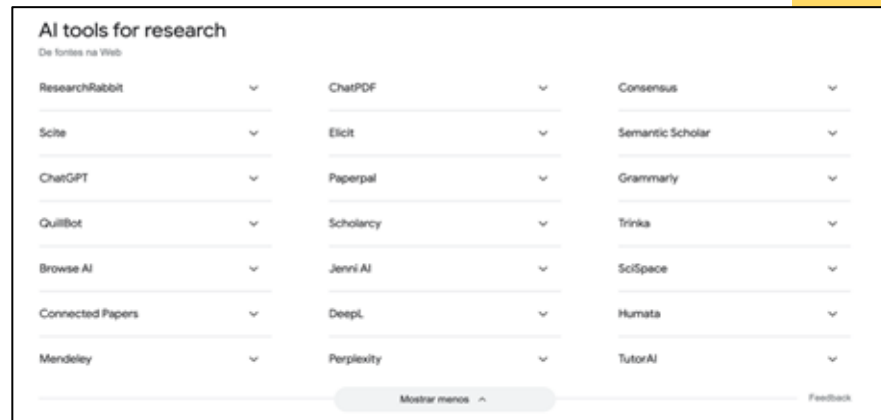 AI tools for research
De fontes na Web
ResearchRabbit ChatPDF Consensus
Scite Elicit Semantic Scholar
ChatGPT Paperpal Grammarly
QuillBot Scholarcy Trinka
Browse AI Jenni AI SciSpace
Connected Papers DeepL Humata
Mendeley Perplexity TutorAI
Mostrar menos Feedback